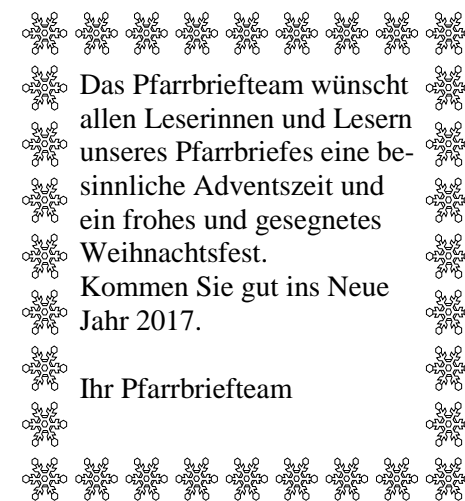 Das Pfarrbriefteam wünscht
allen Leserinnen und Lesern
unseres Pfarrbriefes eine be-
sinnliche Adventszeit und
ein frohes und gesegnetes
Weihnachtsfest.
Kommen Sie gut ins Neue
Jahr 2017.
Ihr Pfarrbriefteam